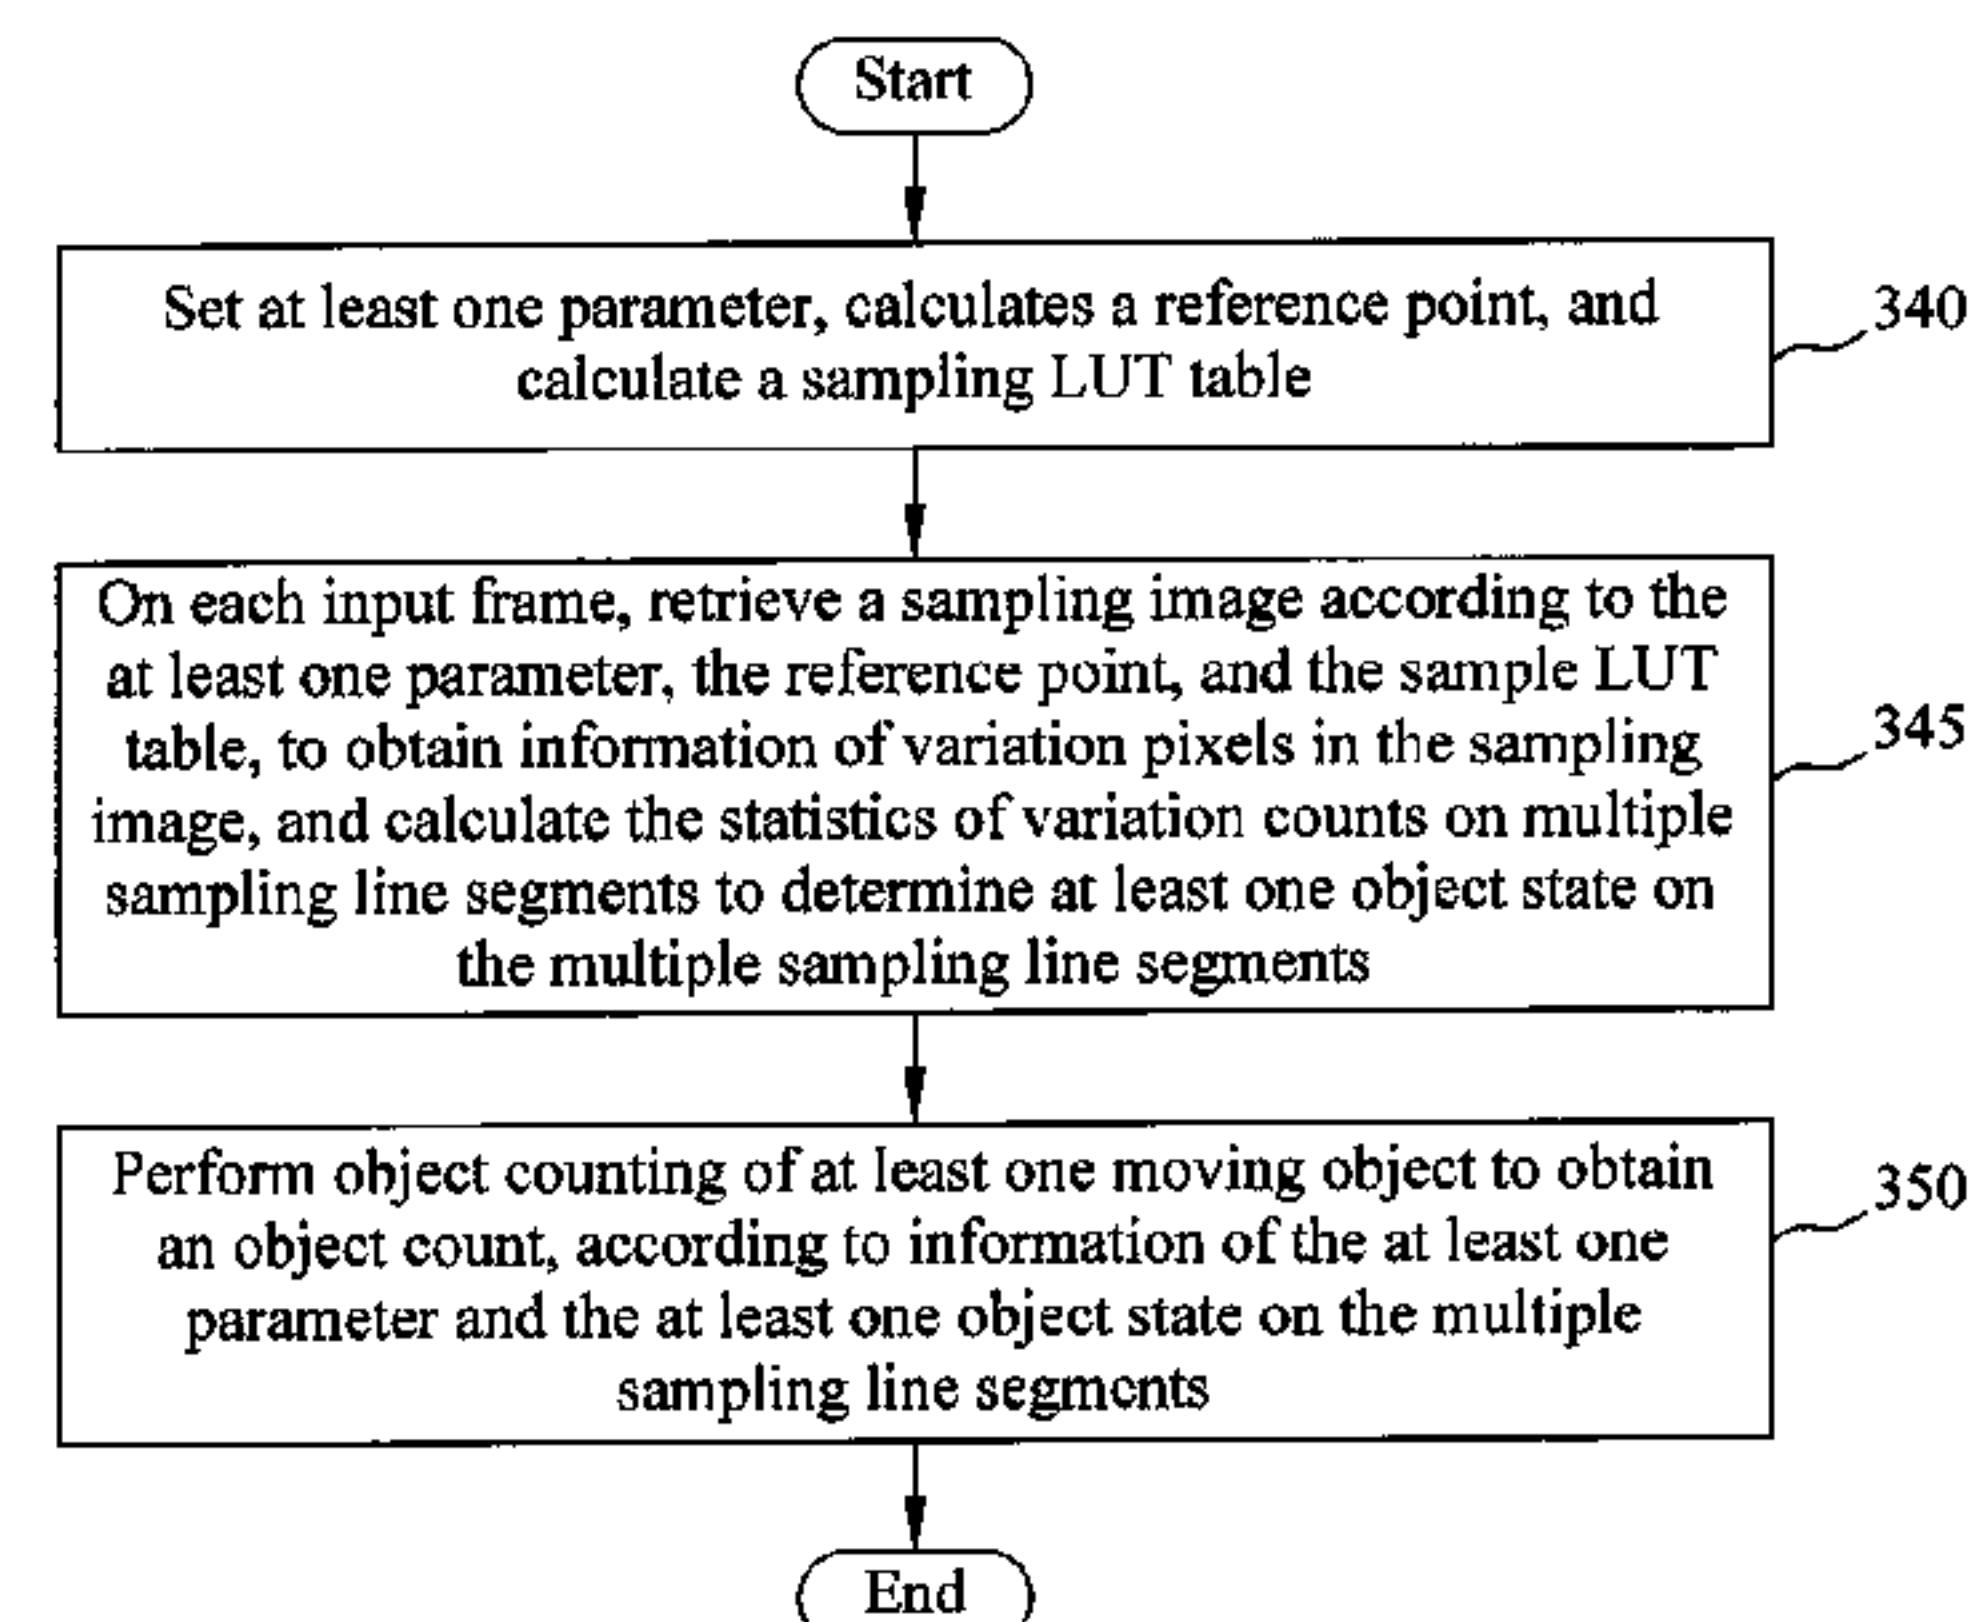 Start
Set at least one parameter, calculates a reference point, and
calculate a sampling LUT table
340
On each input frame, retrieve a sampling image according to the
at least one parameter, the reference point, and the sample LUT
table, to obtain information of variation pixels in the sampling
image, and calculate the statistics of variation counts on multiple
sampling line segments to determine at least one object state on
the multiple sampling line segments
345
Perform object counting of at least one moving object to obtain
an object count, according to information of the at least one
parameter and the at least one object state on the multiple
sampling line segments
350
End